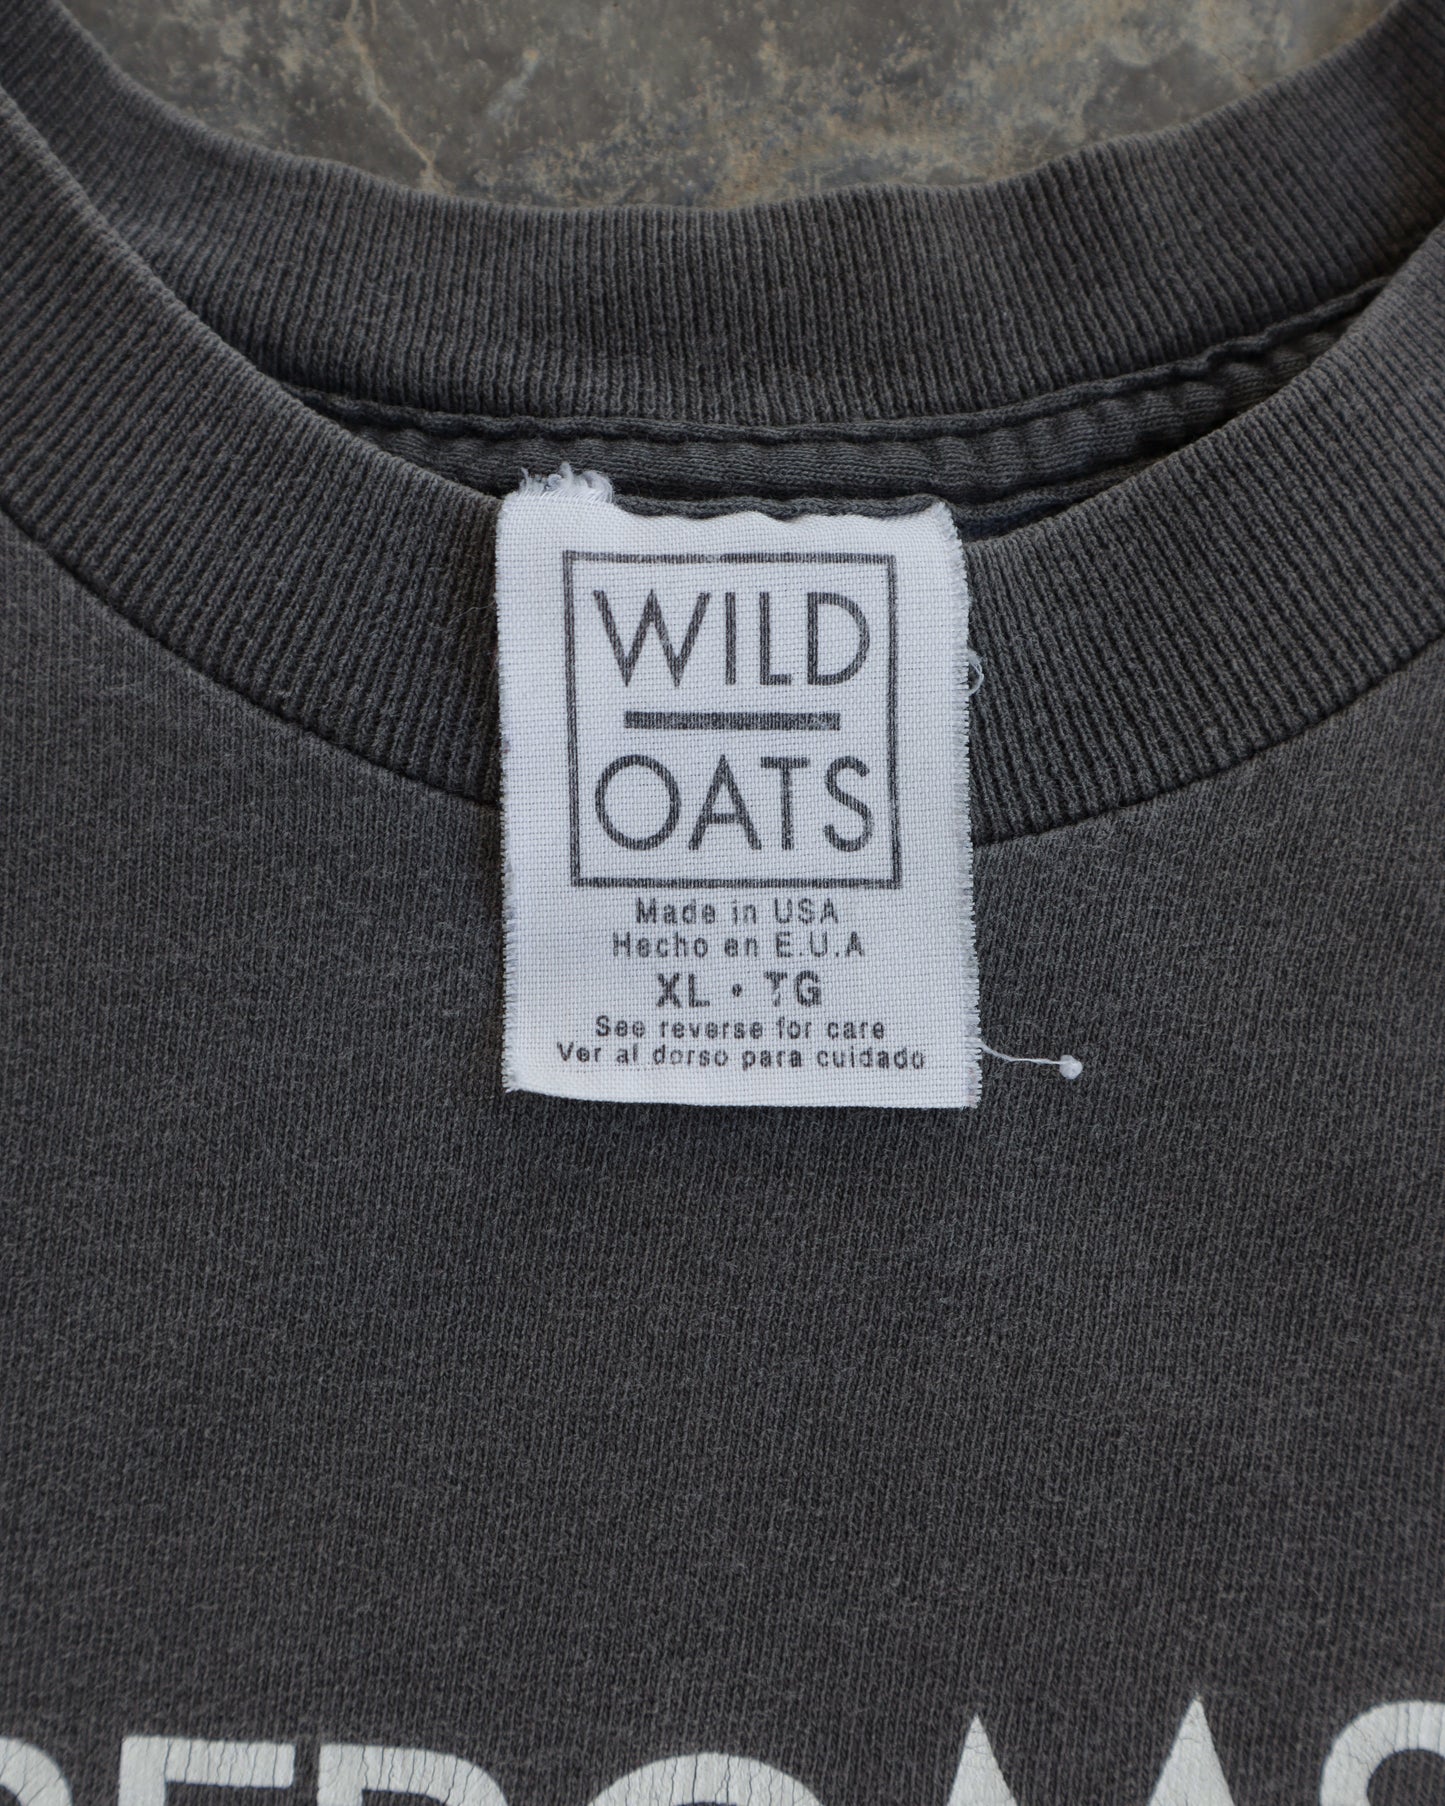 WILD
OATS
Made in USA
Hecho en E.U.A
XL • TG
See reverse for care
Ver al dorso para cuidado